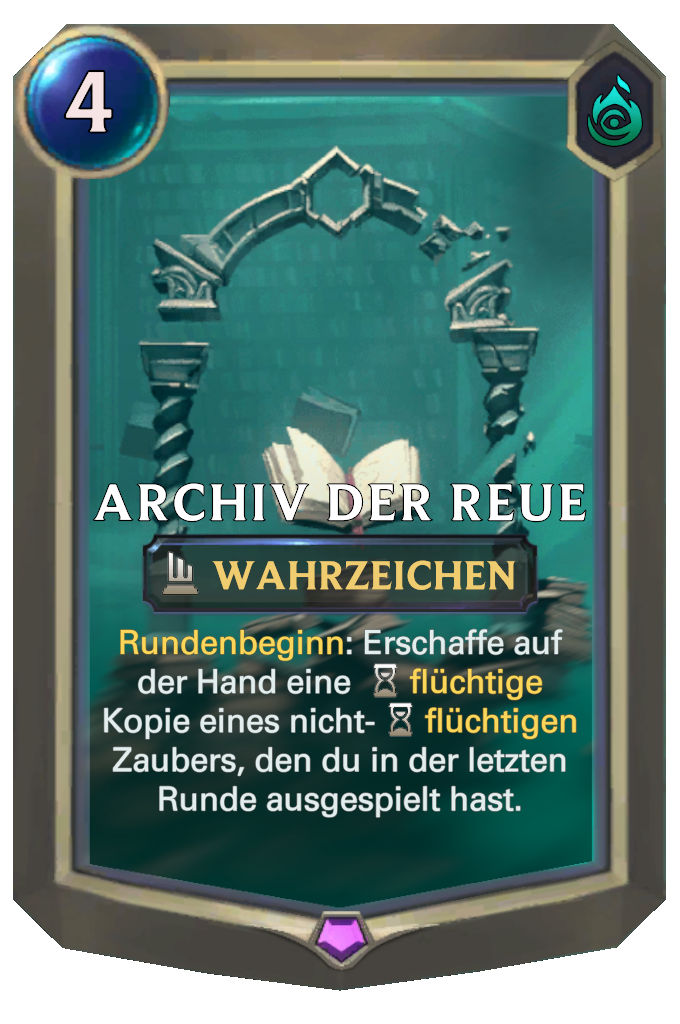 4
ARCHIV DER REUE
WAHRZEICHEN
Rundenbeginn: Erschaffe auf
der Hand eine flüchtige
Kopie eines nicht- flüchtigen
Zaubers, den du in der letzten
Runde ausgespielt hast.